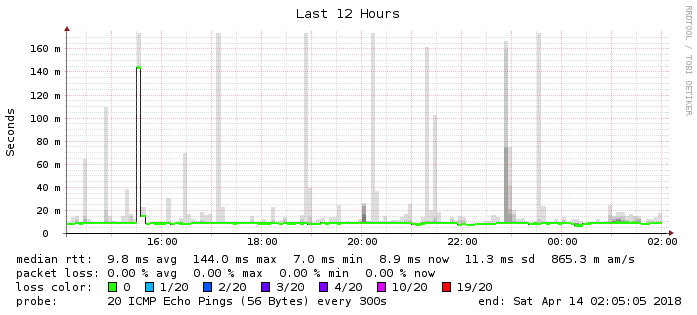 Last 12 Hours
RRDTOOL / TOBI OETIKER
Seconds
160 m
140 m
120 m
100 m
80 m
60 m
40 m
20 m
0
16:00 18:00 20:00 22:00 00:00 02:00
median rtt: 9.8 ms avg 144.0 ms max 7.0 ms min 8.9 ms now 11.3 ms sd 865.3 m am/s
packet loss: 0.00 % avg 0.00 % max 0.00 % min 0.00 % now
loss color: 0 1/20 2/20 3/20 4/20 10/20 19/20
probe: 20 ICMP Echo Pings (56 Bytes) every 300s end: Sat Apr 14 02:05:05 2018